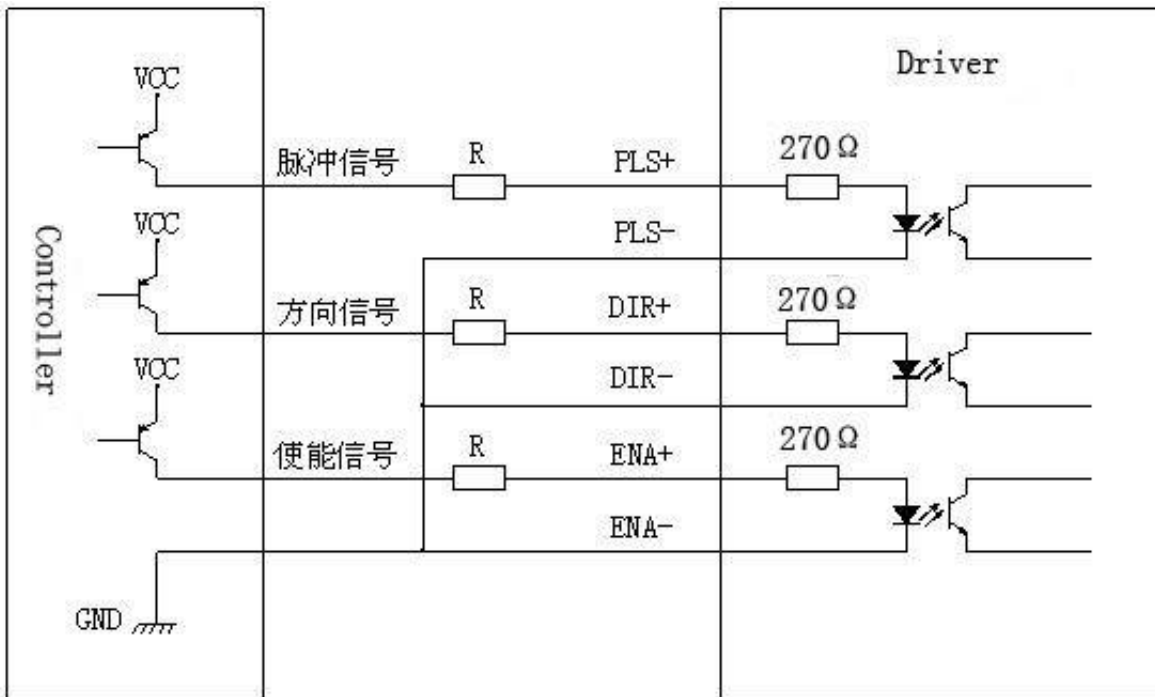 Driver
VCC
脉冲信号
R
PLS+
270Ω
PLS-
VCC
方向信号
R
DIR+
270Ω
DIR-
Controller
VCC
使能信号
R
ENA+
270Ω
ENA-
GND